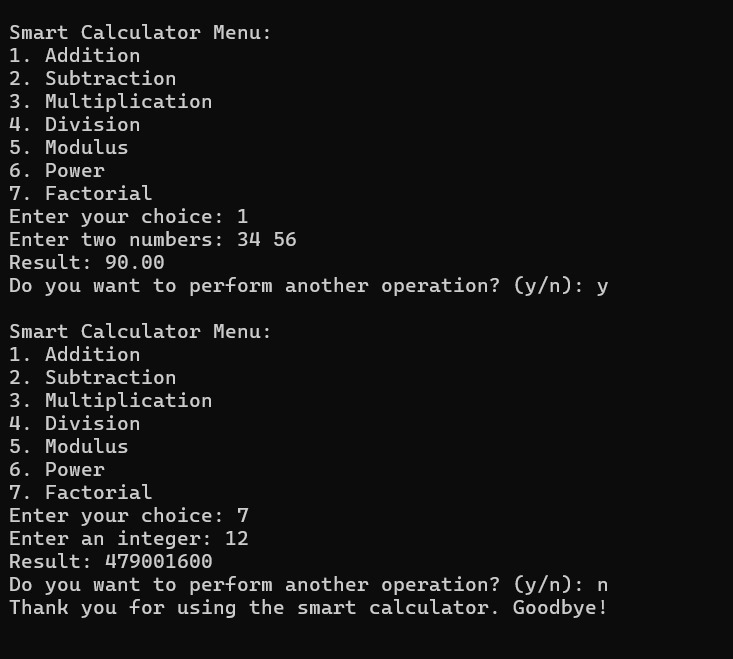 Smart Calculator Menu:
1. Addition
2. Subtraction
3. Multiplication
4. Division
5. Modulus
6. Power
7. Factorial
Enter your choice: 1
Enter two numbers: 34 56
Result: 90.00
Do you want to perform another operation? (y/n): y
Smart Calculator Menu:
1. Addition
2. Subtraction
3. Multiplication
4. Division
5. Modulus
6. Power
7. Factorial
Enter your choice: 7
Enter an integer: 12
Result: 479001600
Do you want to perform another operation? (y/n): n
Thank you for using the smart calculator. Goodbye!